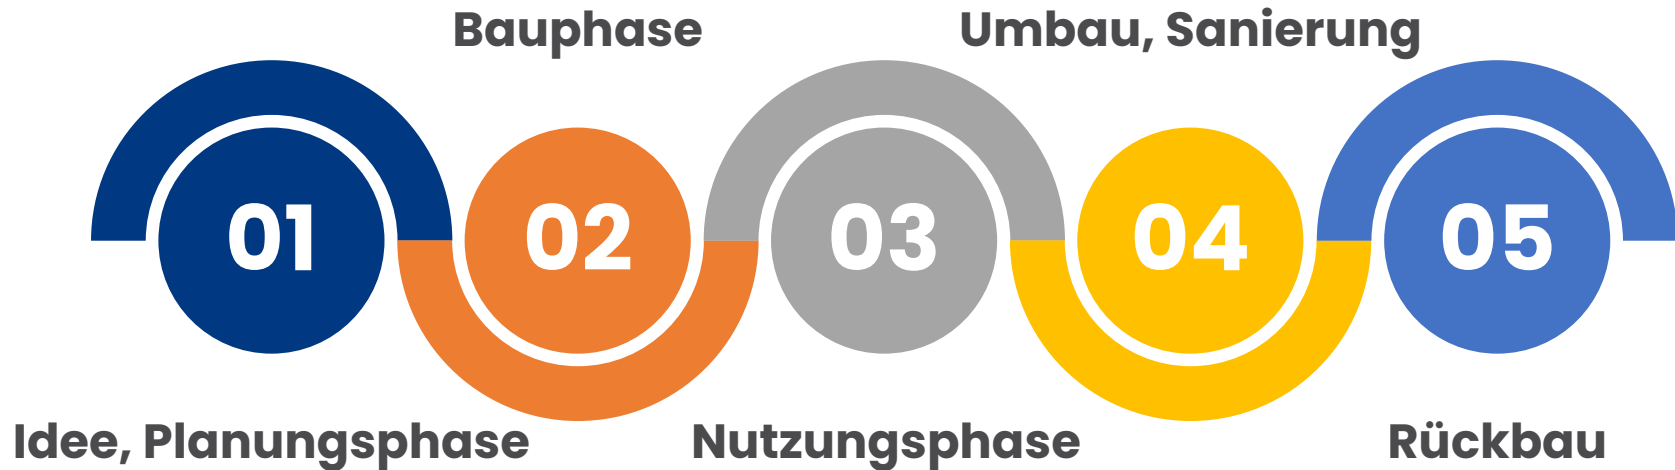 Bauphase
Umbau, Sanierung
01
02
03
04
05
Idee, Planungsphase
Nutzungsphase
Rückbau